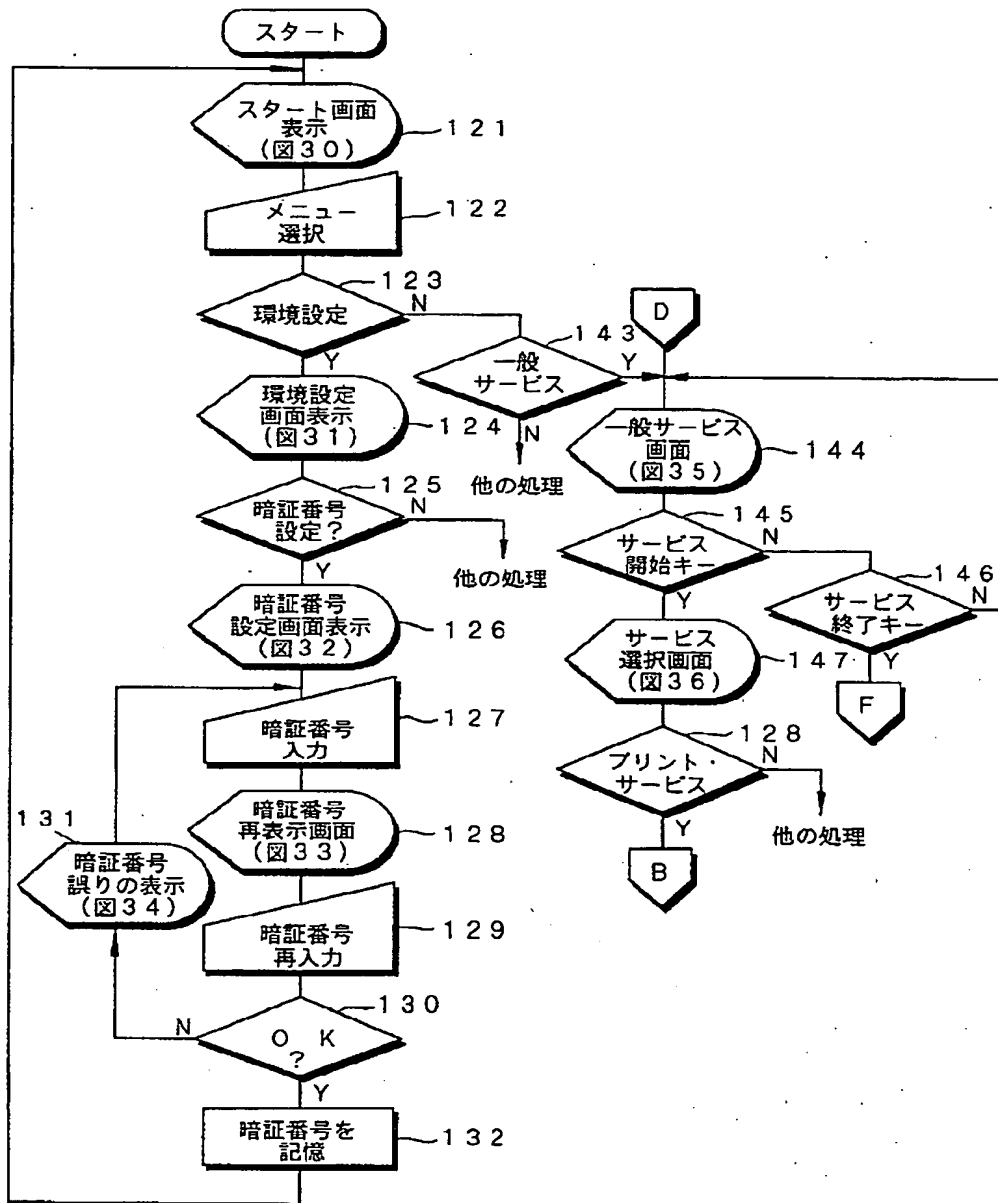 スタート
スタート画面
表示
(図30)
121
メニュー
選択
122
環境設定
123
N
Y
環境設定
画面表示
(図31)
124
暗証番号
設定?
125
N
他の処理
Y
暗証番号
設定画面表示
(図32)
126
暗証番号
入力
127
暗証番号
再表示画面
(図33)
128
131
暗証番号
誤りの表示
(図34)
暗証番号
再入力
129
130
O K
?
N
Y
暗証番号を
記憶
132
143
一般
サービス
Y
N
他の処理
D
一般サービス
画面
(図35)
144
145
サービス
開始キー
N
Y
146
サービス
終了キー
N
Y
F
サービス
選択画面
(図36)
147
128
プリント・
サービス
N
他の処理
Y
B